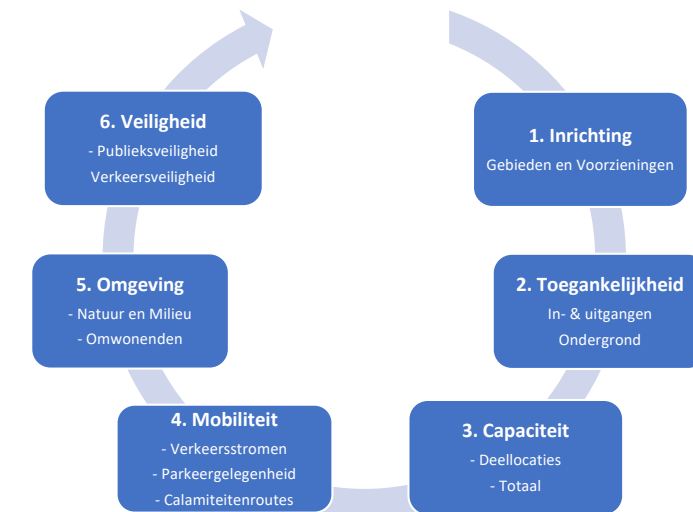 1. Inrichting
Gebieden en Voorzieningen
2. Toegankelijkheid
In- & uitgangen
Ondergrond
3. Capaciteit
- Deellocaties
- Totaal
4. Mobiliteit
- Verkeersstromen
- Parkeergelegenheid
- Calamiteitenroutes
5. Omgeving
- Natuur en Milieu
- Omwonenden
6. Veiligheid
- Publieksveiligheid
Verkeersveiligheid